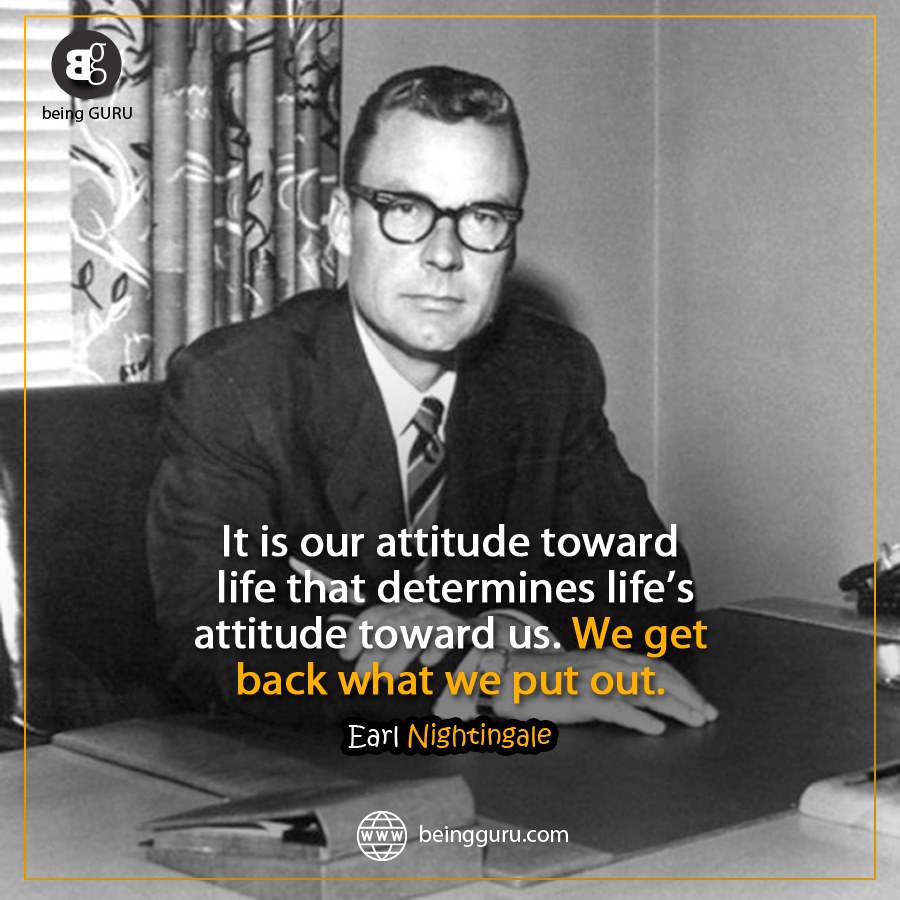 Bg
being GURU
It is our attitude toward
life that determines life’s
attitude toward us. We get
back what we put out.
Earl Nightingale
www beingguru.com